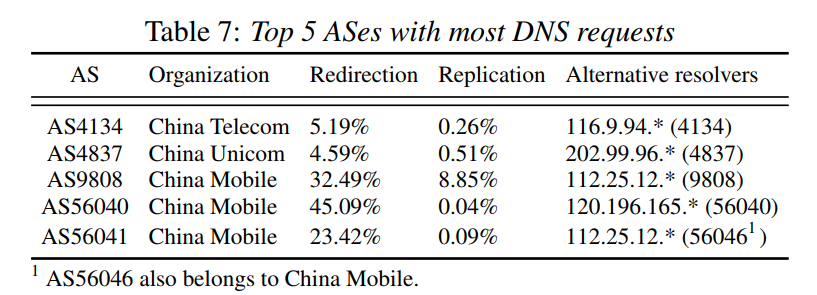 Table 7: Top 5 ASes with most DNS requests
AS Organization Redirection Replication Alternative resolvers
AS4134 China Telecom 5.19% 0.26% 116.9.94.* (4134)
AS4837 China Unicom 4.59% 0.51% 202.99.96.* (4837)
AS9808 China Mobile 32.49% 8.85% 112.25.12.* (9808)
AS56040 China Mobile 45.09% 0.04% 120.196.165.* (56040)
AS56041 China Mobile 23.42% 0.09% 112.25.12.* (56046¹)
¹ AS56046 also belongs to China Mobile.